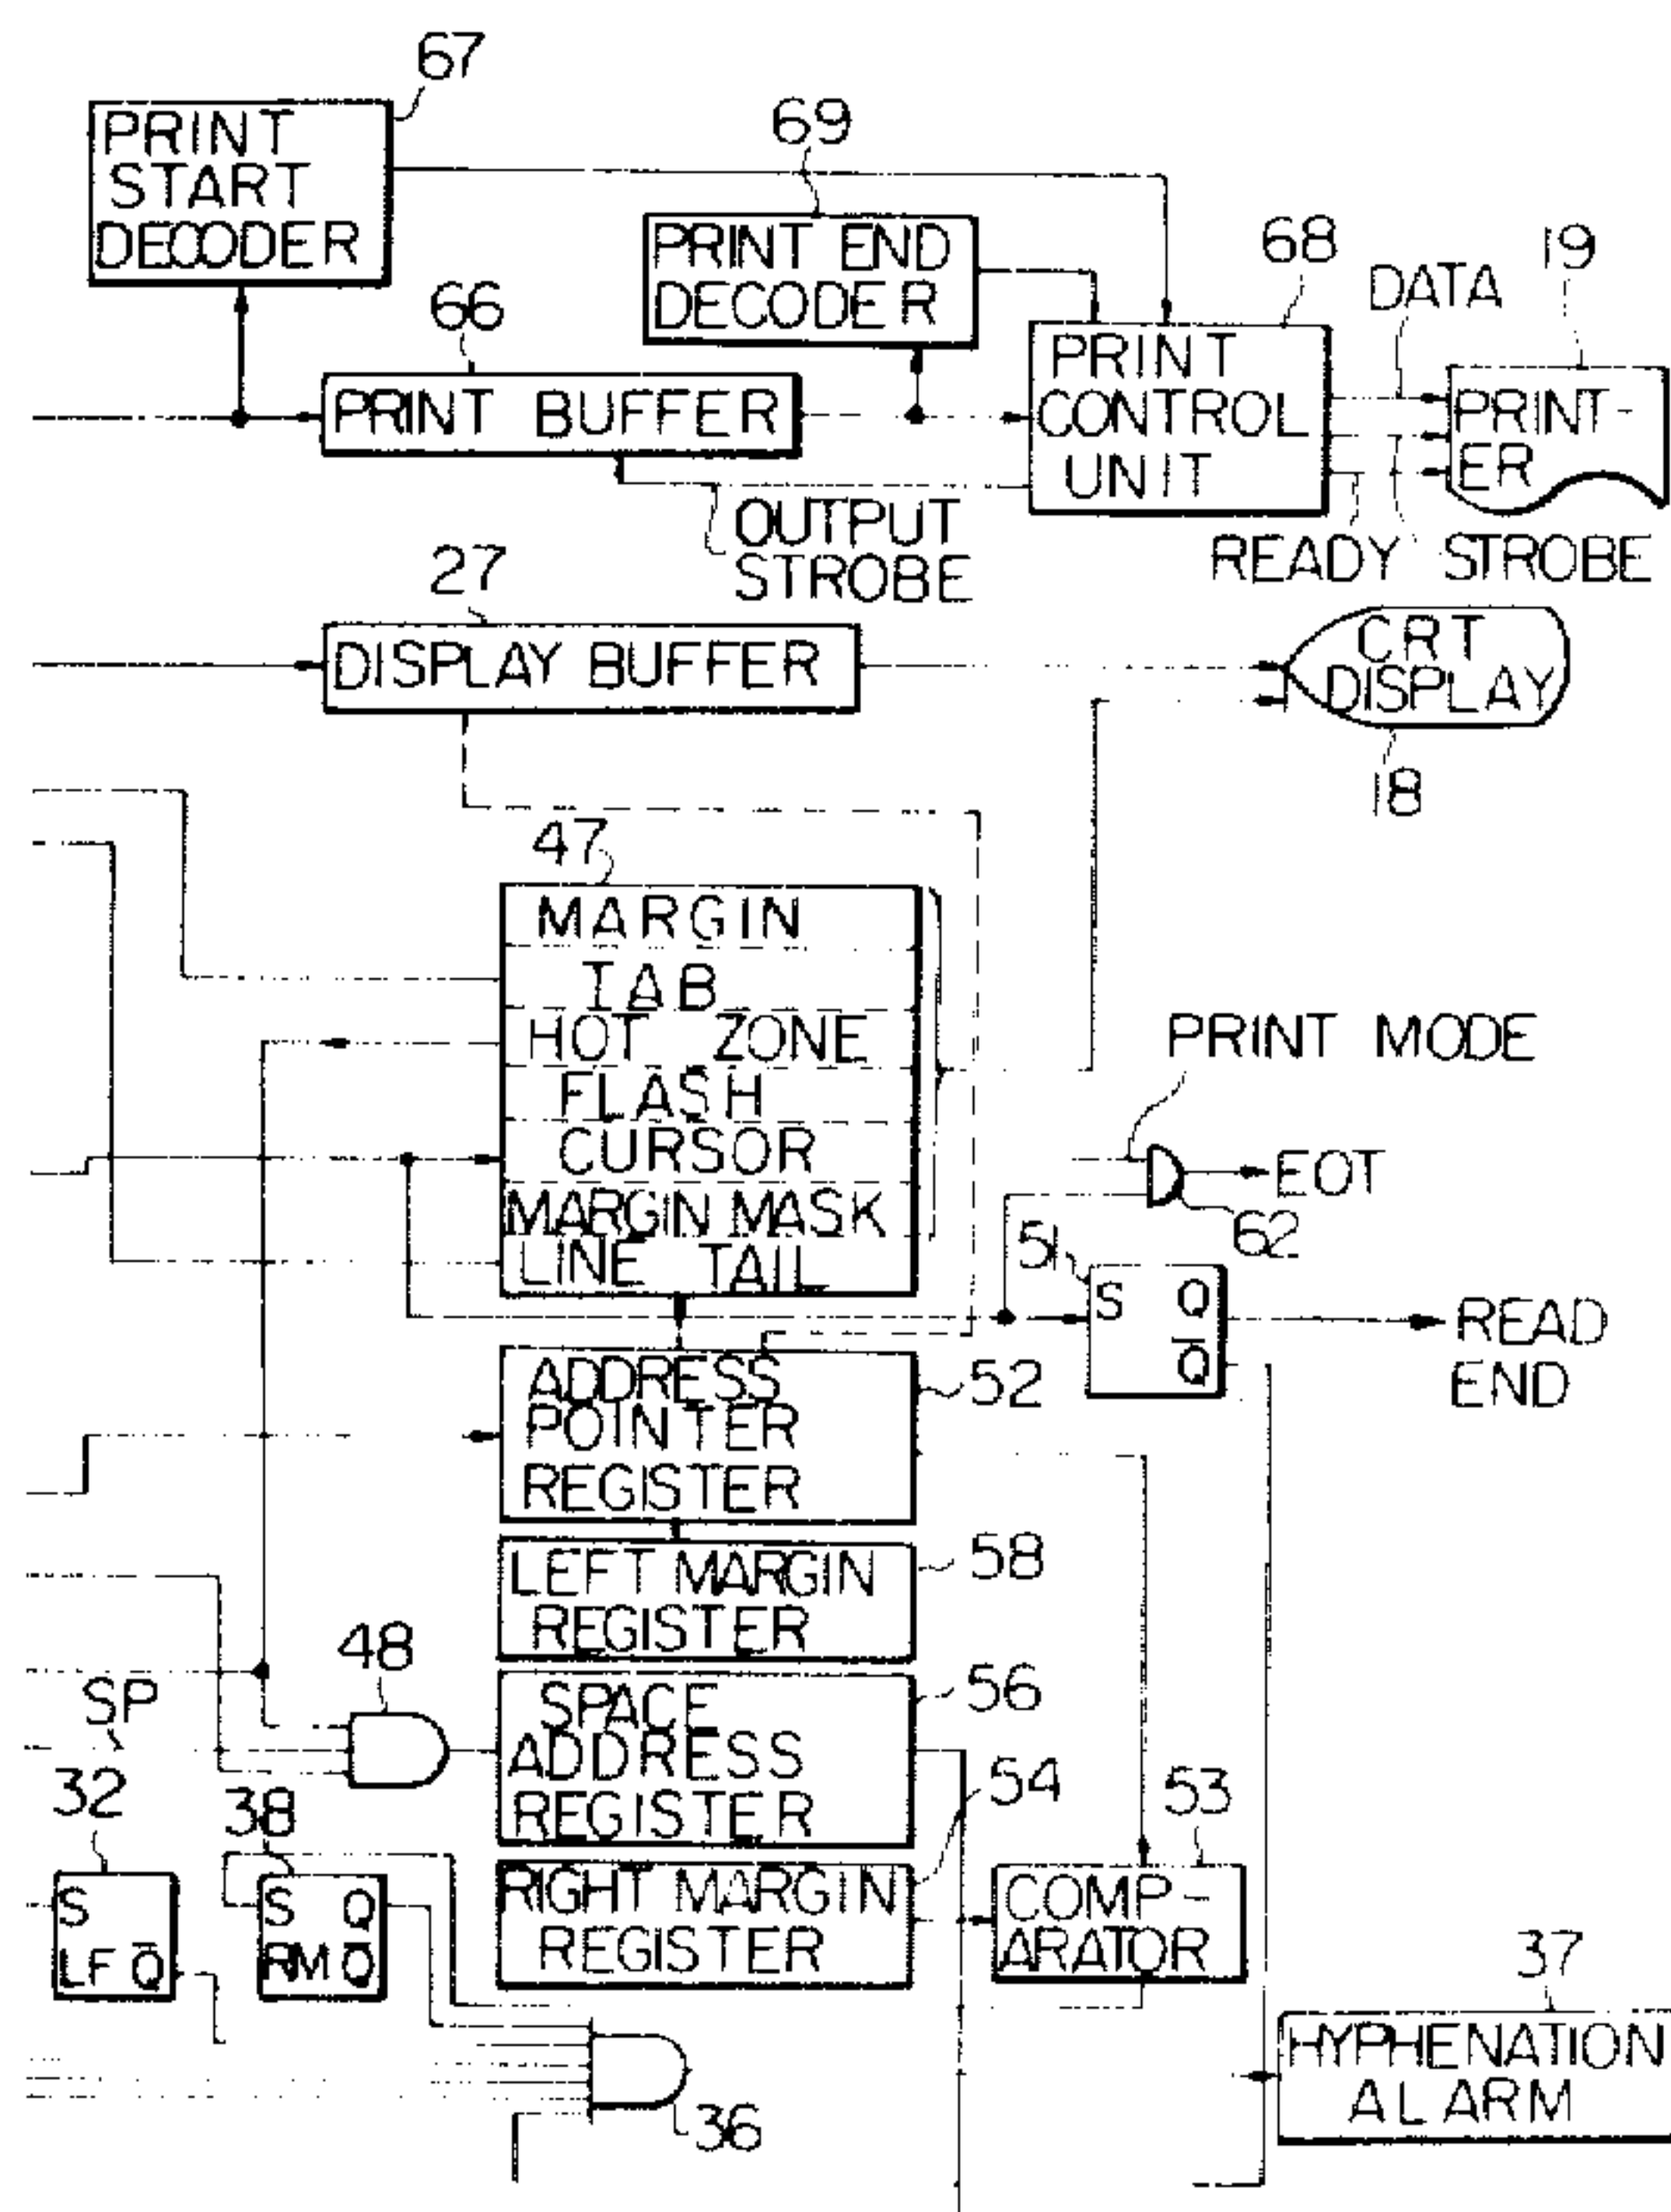 67
PRINT
START
DECODER
69
PRINT END
DECODER
68
DATA
19
66
PRINT BUFFER
PRINT
CONTROL
UNIT
PRINT-
ER
OUTPUT
STROBE
READY STROBE
27
DISPLAY BUFFER
CRT
DISPLAY
18
47
MARGIN
TAB
HOT ZONE
FLASH
CURSOR
MARGIN MASK
LINE TAIL
PRINT MODE
EOT
62
51
S Q
Q̅
READ
END
ADDRESS
POINTER
REGISTER
52
LEFT MARGIN
REGISTER
58
48
SP
SPACE
ADDRESS
REGISTER
56
54
53
32
38
S
LF Q̅
S Q
RM Q̅
RIGHT MARGIN
REGISTER
COMP-
ARATOR
37
HYPHENATION
ALARM
36